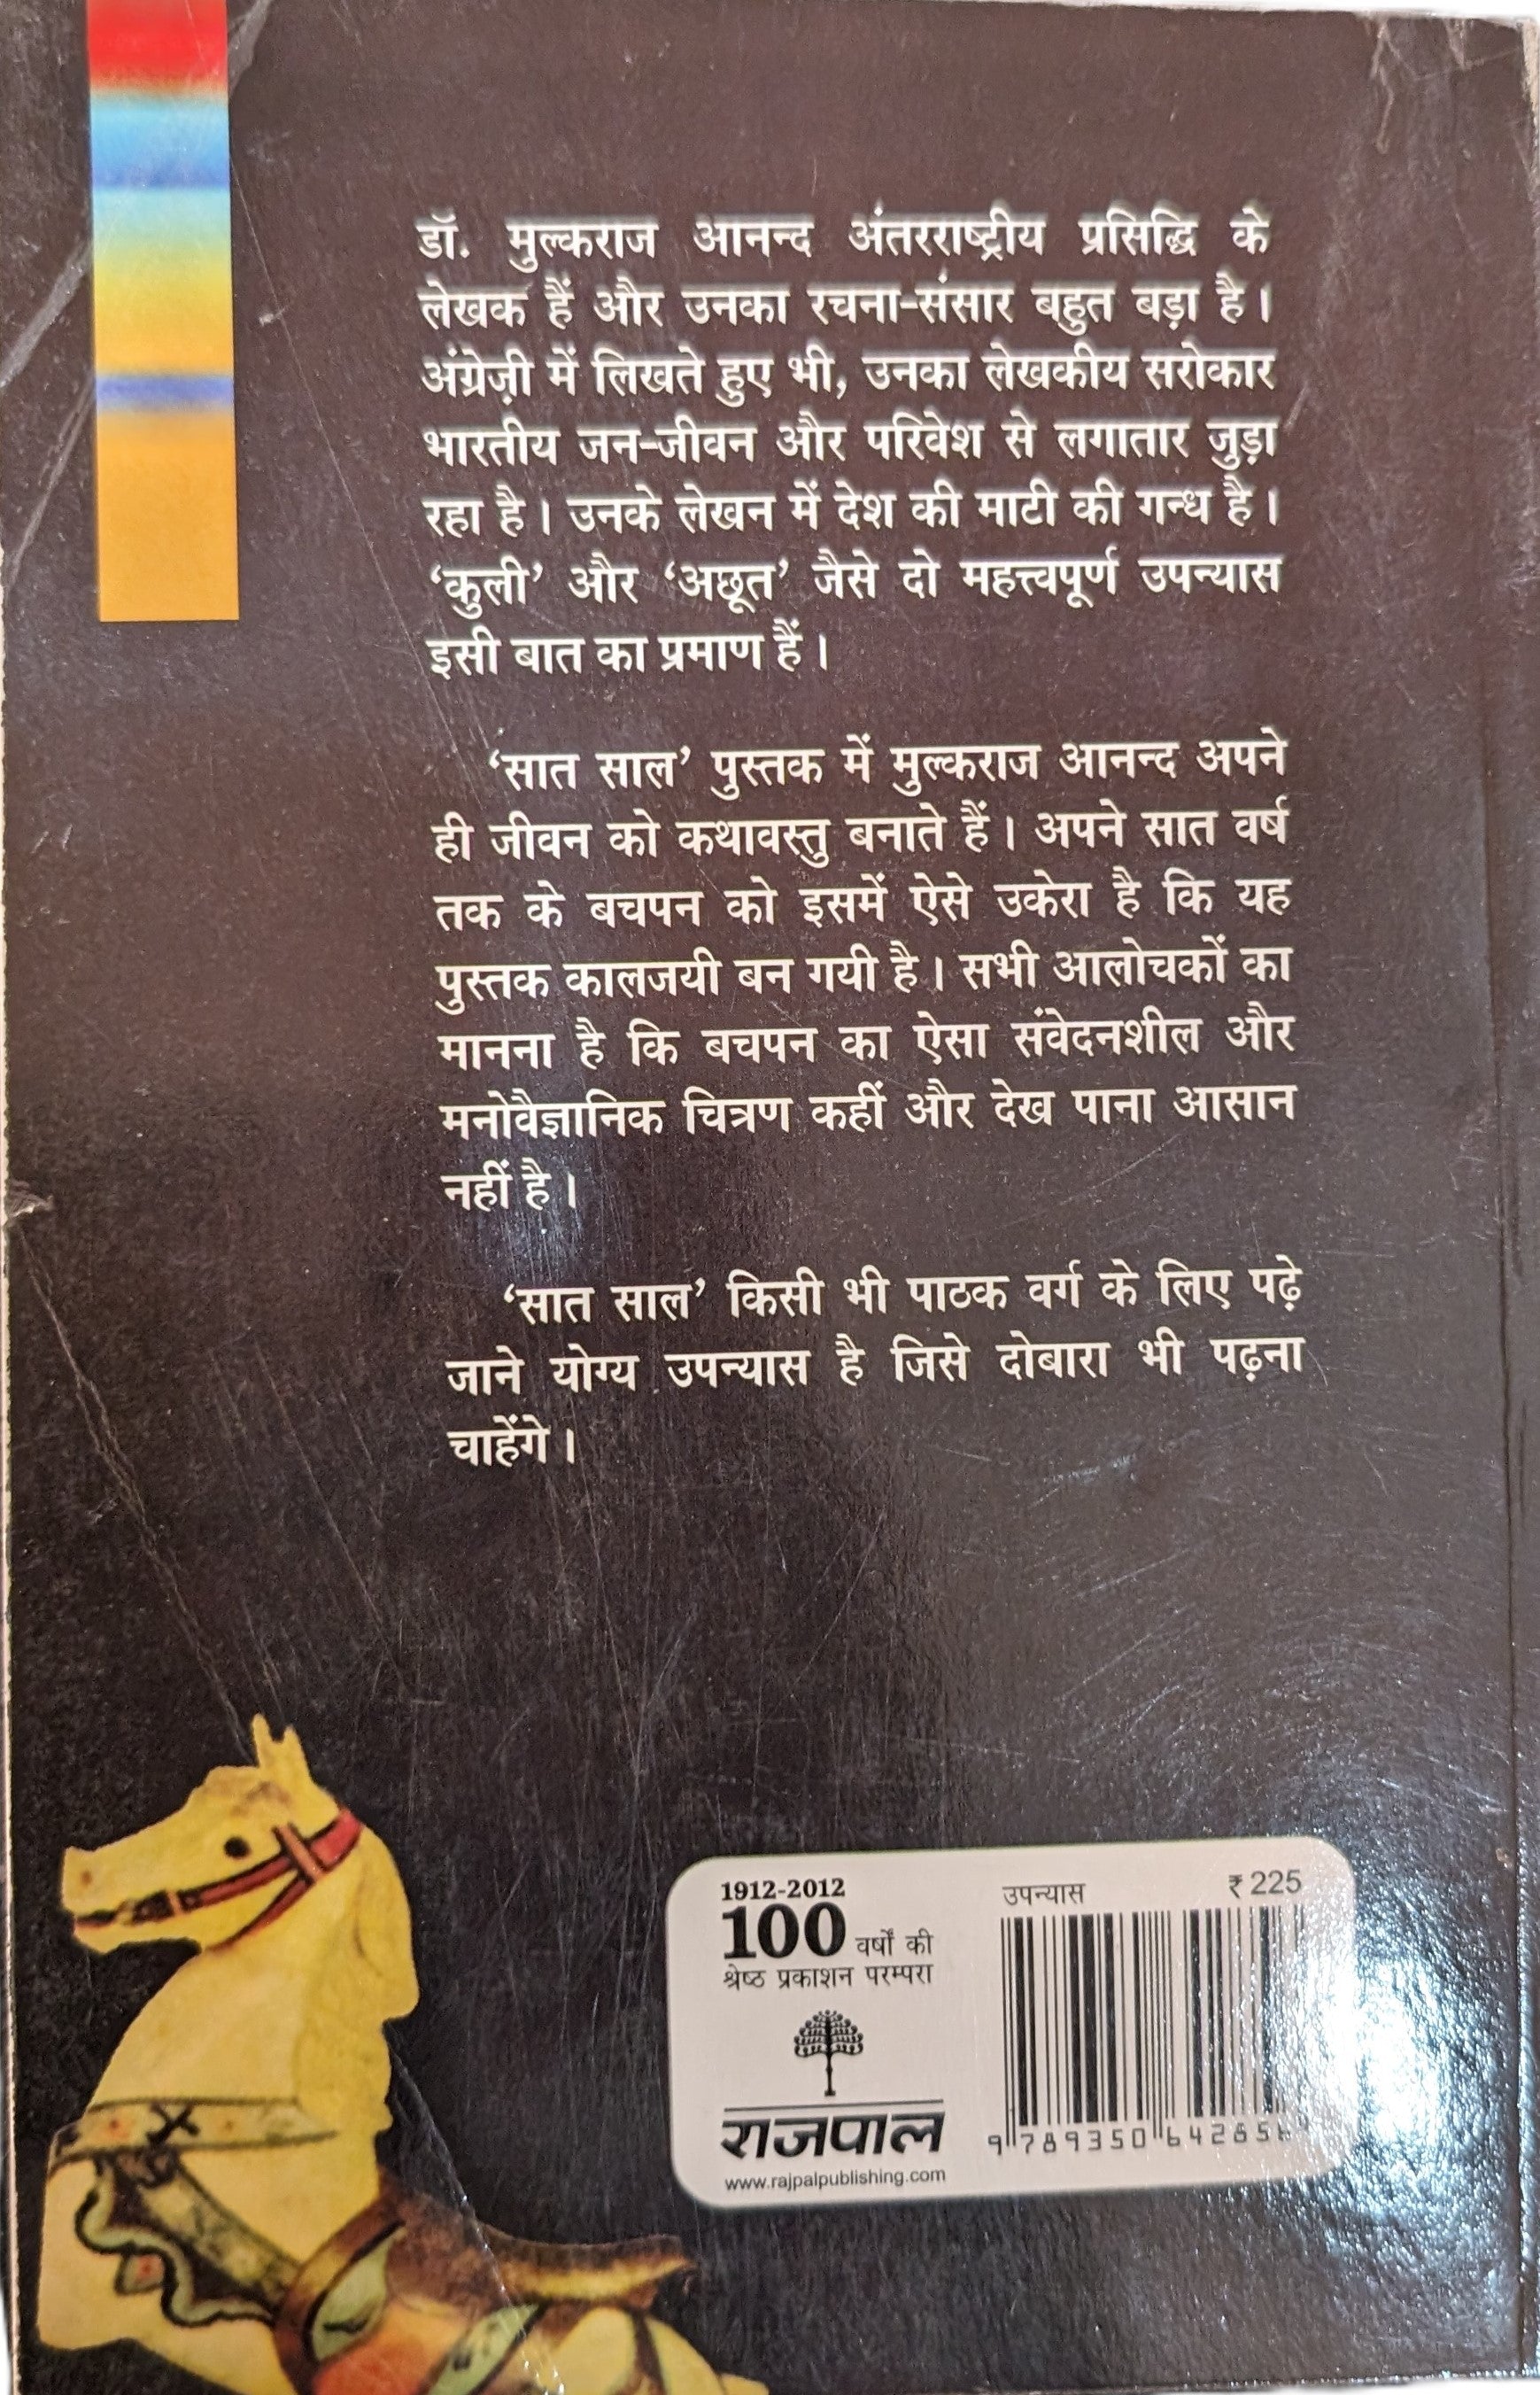 डॉ. मुल्कराज आनन्द अंतरराष्ट्रीय प्रसिद्धि के
लेखक हैं और उनका रचना-संसार बहुत बड़ा है।
अंग्रेज़ी में लिखते हुए भी, उनका लेखकीय सरोकार
भारतीय जन-जीवन और परिवेश से लगातार जुड़ा
रहा है। उनके लेखन में देश की माटी की गन्ध है।
‘कुली’ और ‘अछूत’ जैसे दो महत्त्वपूर्ण उपन्यास
इसी बात का प्रमाण हैं।
‘सात साल’ पुस्तक में मुल्कराज आनन्द अपने
ही जीवन को कथावस्तु बनाते हैं। अपने सात वर्ष
तक के बचपन को इसमें ऐसे उकेरा है कि यह
पुस्तक कालजयी बन गयी है। सभी आलोचकों का
मानना है कि बचपन का ऐसा संवेदनशील और
मनोवैज्ञानिक चित्रण कहीं और देख पाना आसान
नहीं है।
‘सात साल’ किसी भी पाठक वर्ग के लिए पढ़े
जाने योग्य उपन्यास है जिसे दोबारा भी पढ़ना
चाहेंगे।
1912-2012
100 वर्षों की
श्रेष्ठ प्रकाशन परम्परा
राजपाल
www.rajpalpublishing.com
उपन्यास ₹ 225